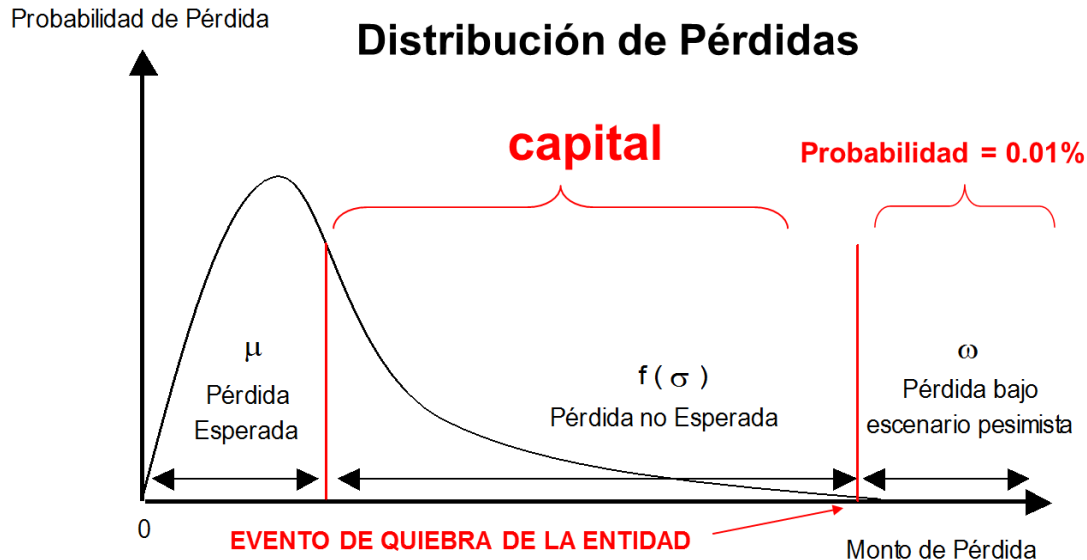 Probabilidad de Pérdida
Distribución de Pérdidas
capital
Probabilidad = 0.01%
μ
Pérdida
Esperada
f ( σ )
Pérdida no Esperada
ω
Pérdida bajo
escenario pesimista
0
EVENTO DE QUIEBRA DE LA ENTIDAD
Monto de Pérdida